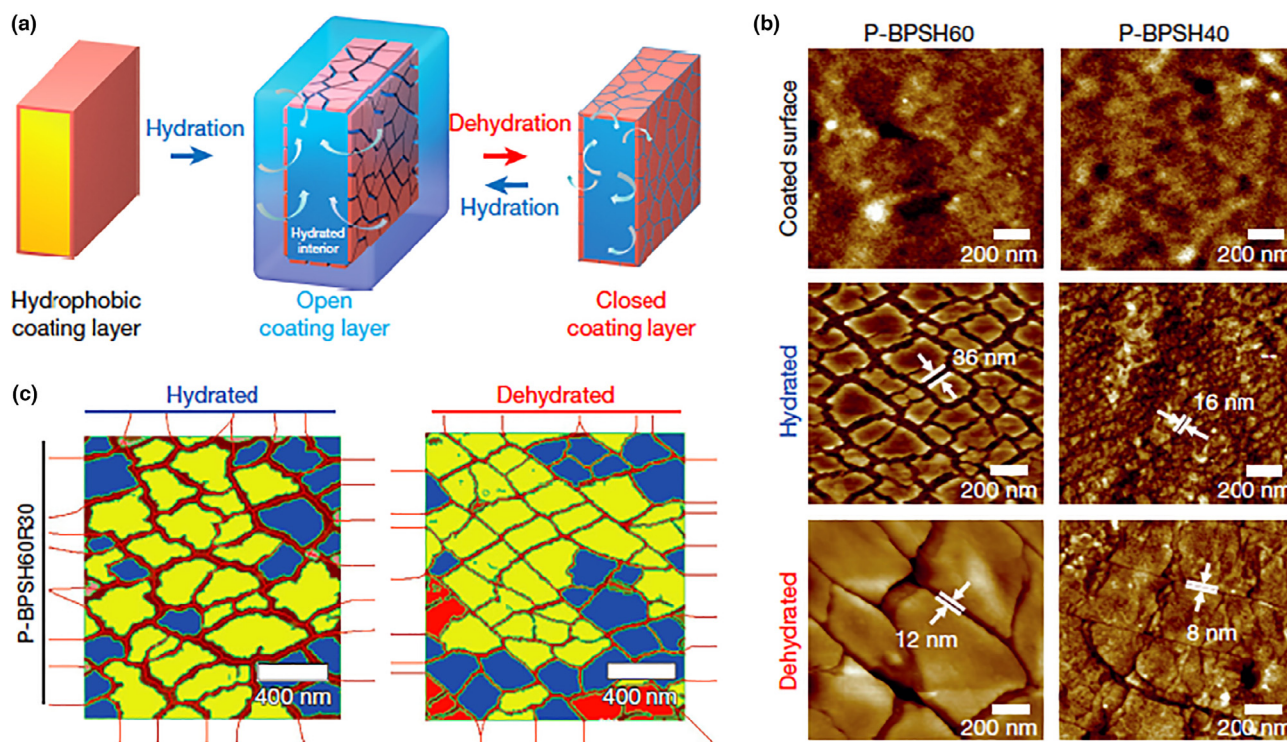 (a)
Hydration
Dehydration
Hydration
Hydrated
interior
Hydrophobic
coating layer
Open
coating layer
Closed
coating layer
(b)
P-BPSH60
P-BPSH40
Coated surface
200 nm
200 nm
Hydrated
36 nm
200 nm
16 nm
200 nm
Dehydrated
12 nm
200 nm
8 nm
200 nm
(c)
Hydrated
Dehydrated
P-BPSH60R30
400 nm
400 nm